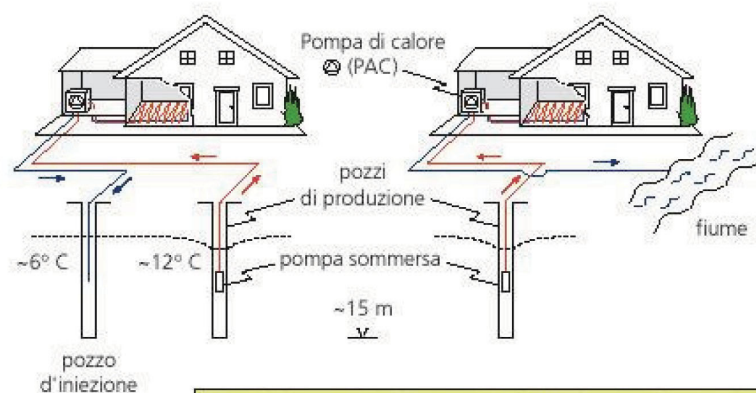 Pompa di calore
(PAC)
pozzi
di produzione
fiume
~6° C
~12° C
pompa sommersa
~15 m
pozzo
d'iniezione